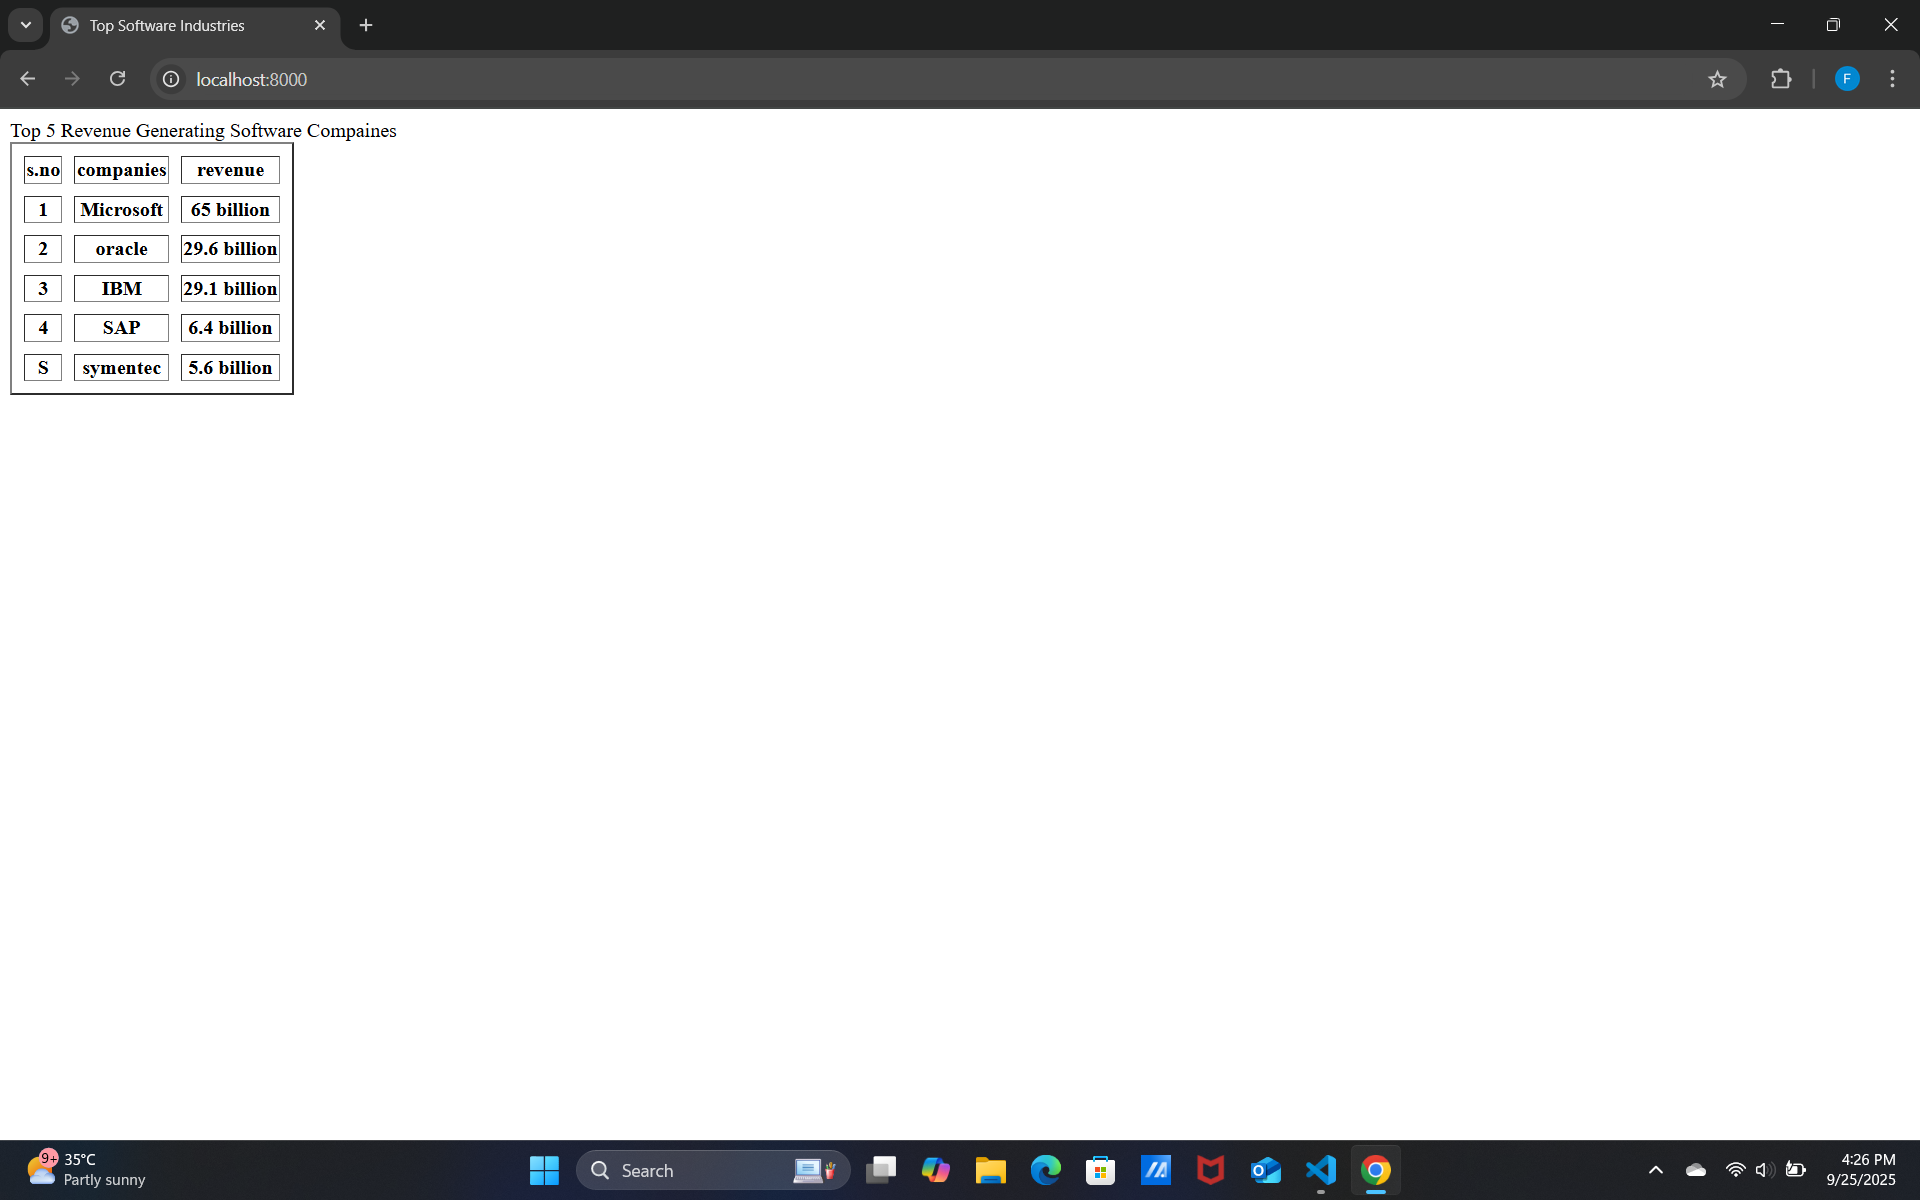 Top Software Industries
localhost:8000
F
Top 5 Revenue Generating Software Compaines
s.no companies revenue
1 Microsoft 65 billion
2 oracle 29.6 billion
3 IBM 29.1 billion
4 SAP 6.4 billion
S symentec 5.6 billion
9+
35°C
Partly sunny
Search
4:26 PM
9/25/2025